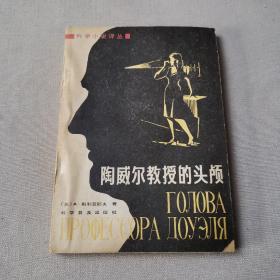 科学小说译丛
陶威尔教授的头颅
〔苏〕A·别利亚耶夫 著
科学普及出版社
ГОЛОВА
ПРОФЕССОРА ДОУЭЛЯ